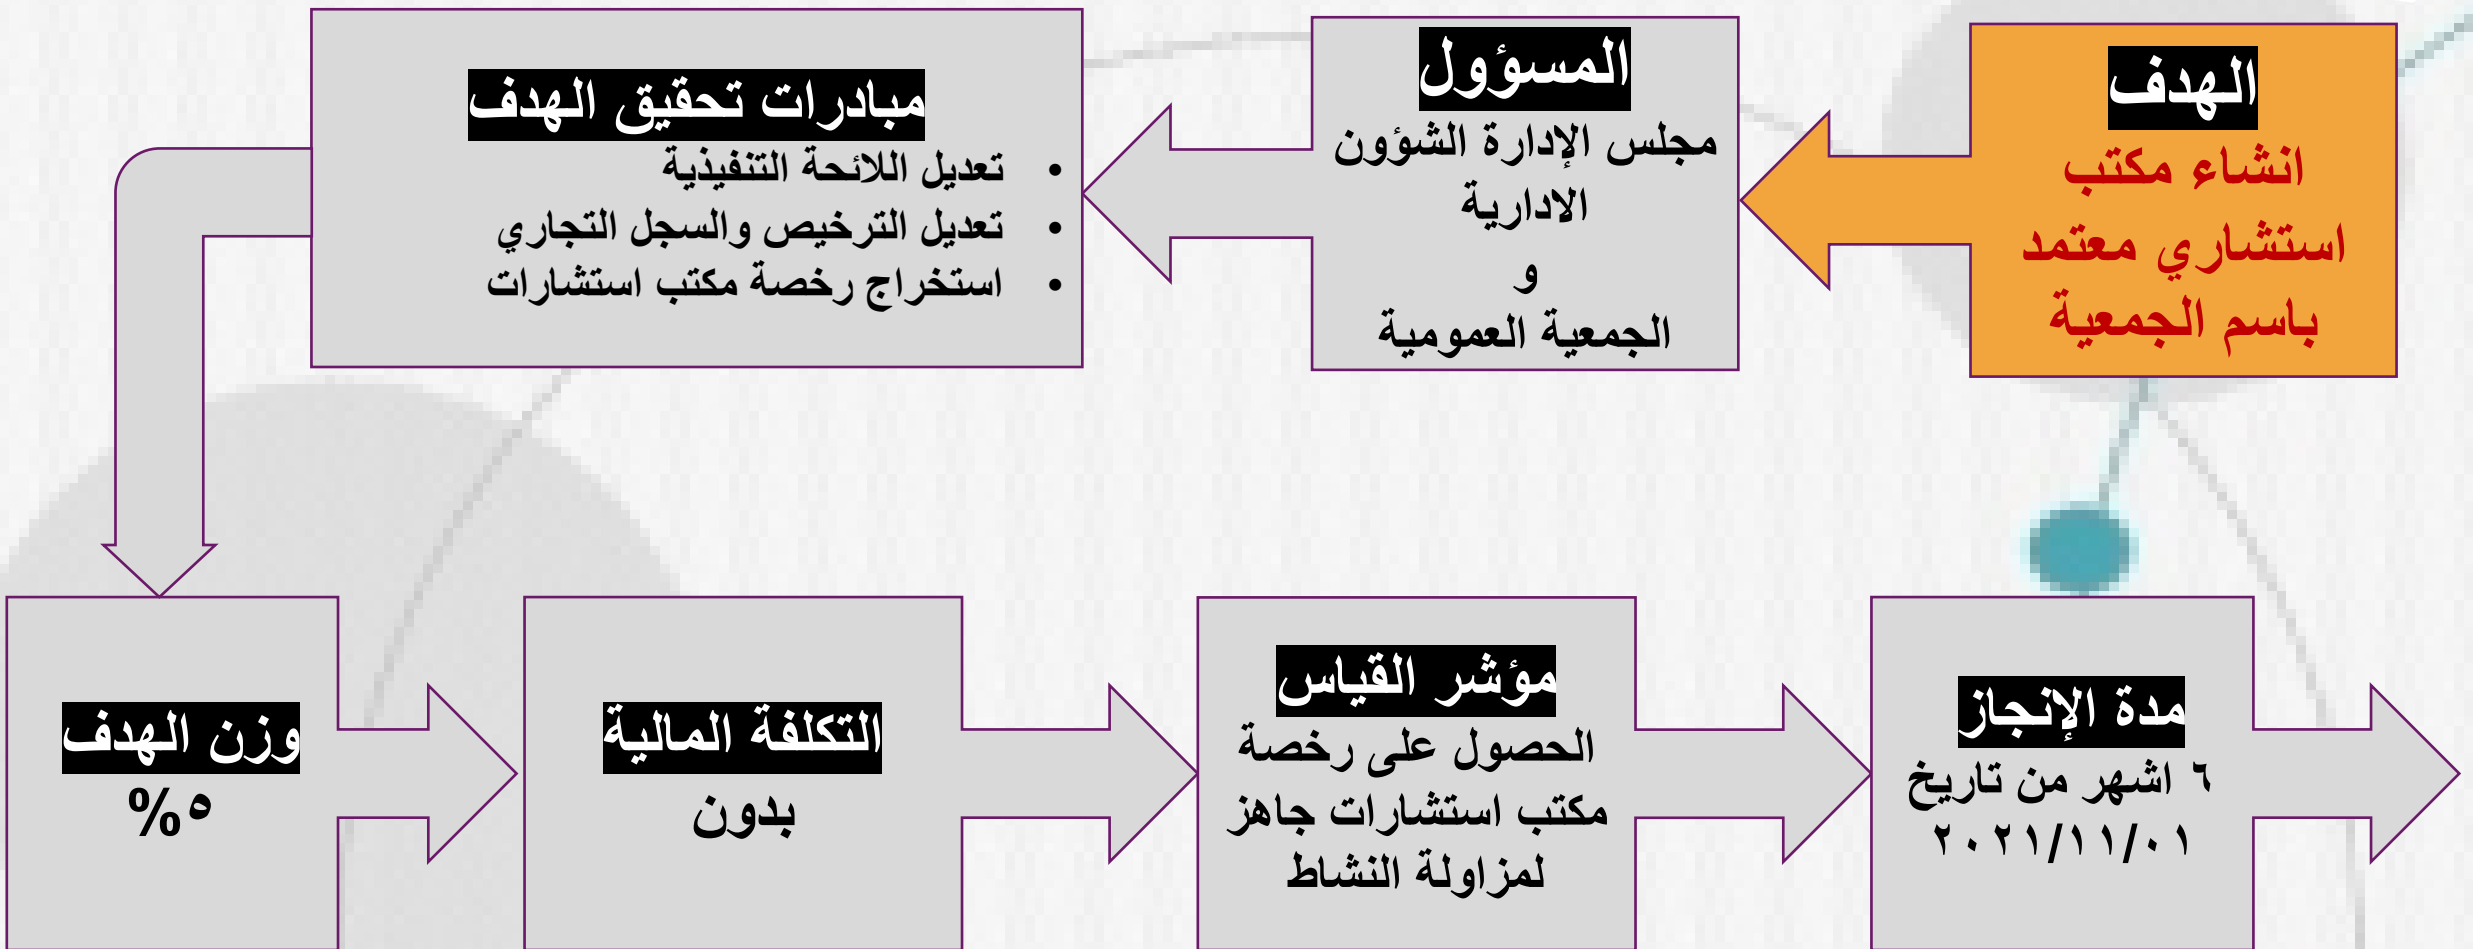 الهدف
انشاء مكتب
استشاري معتمد
باسم الجمعية
المسؤول
مجلس الإدارة الشؤون
الادارية
و
الجمعية العمومية
مبادرات تحقيق الهدف
• تعديل اللائحة التنفيذية
• تعديل الترخيص والسجل التجاري
• استخراج رخصة مكتب استشارات
وزن الهدف
٥%
التكلفة المالية
بدون
مؤشر القياس
الحصول على رخصة
مكتب استشارات جاهز
لمزاولة النشاط
مدة الإنجاز
٦ اشهر من تاريخ
٢٠٢١/١١/٠١